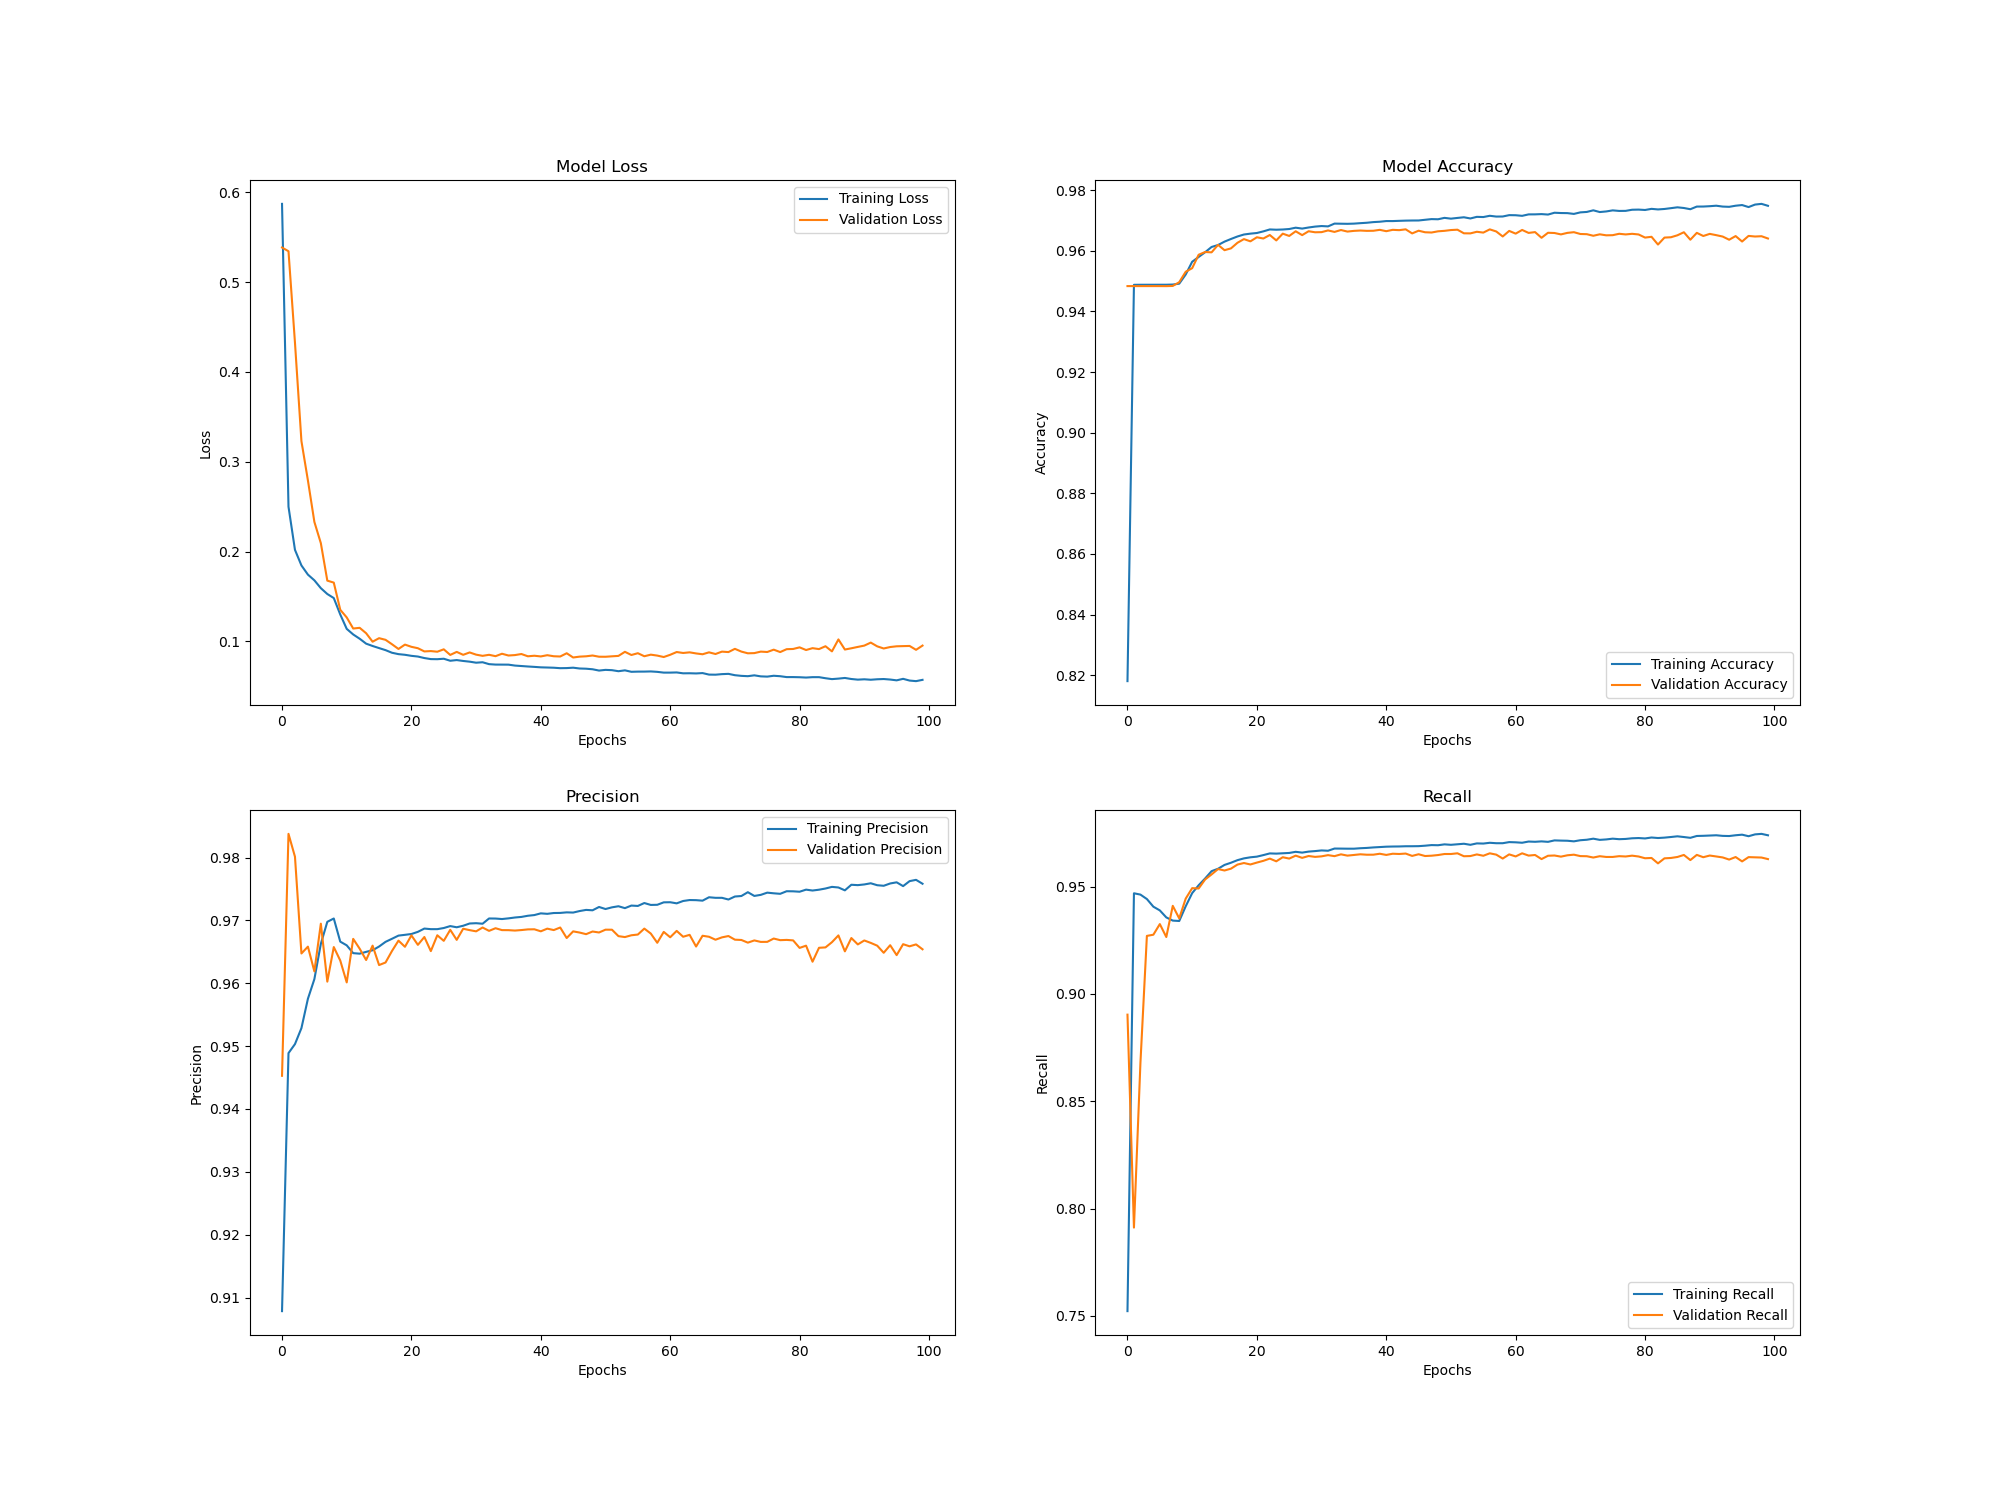 Model Loss
0.6
0.5
0.4
0.3
0.2
0.1
Loss
Training Loss
Validation Loss
0 20 40 60 80 100
Epochs
Model Accuracy
0.98
0.96
0.94
0.92
0.90
0.88
0.86
0.84
0.82
Accuracy
Training Accuracy
Validation Accuracy
0 20 40 60 80 100
Epochs
Precision
0.98
0.97
0.96
0.95
0.94
0.93
0.92
0.91
Precision
Training Precision
Validation Precision
0 20 40 60 80 100
Epochs
Recall
0.95
0.90
0.85
0.80
0.75
Recall
Training Recall
Validation Recall
0 20 40 60 80 100
Epochs